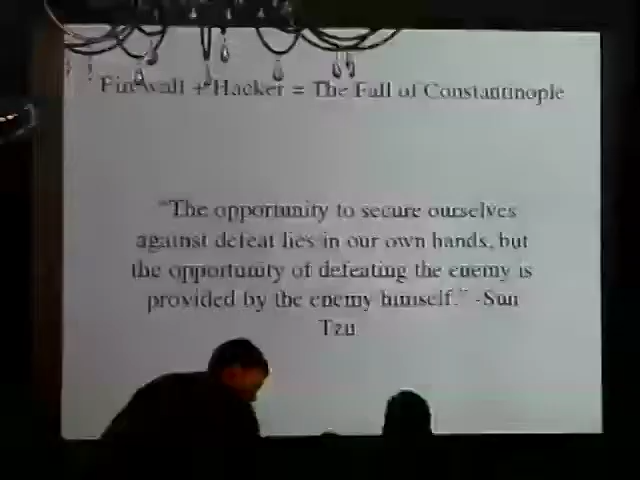 Firewall + Hacker = The Fall of Constantinople
"The opportunity to secure ourselves
against defeat lies in our own hands, but
the opportunity of defeating the enemy is
provided by the enemy himself." -Sun
Tzu